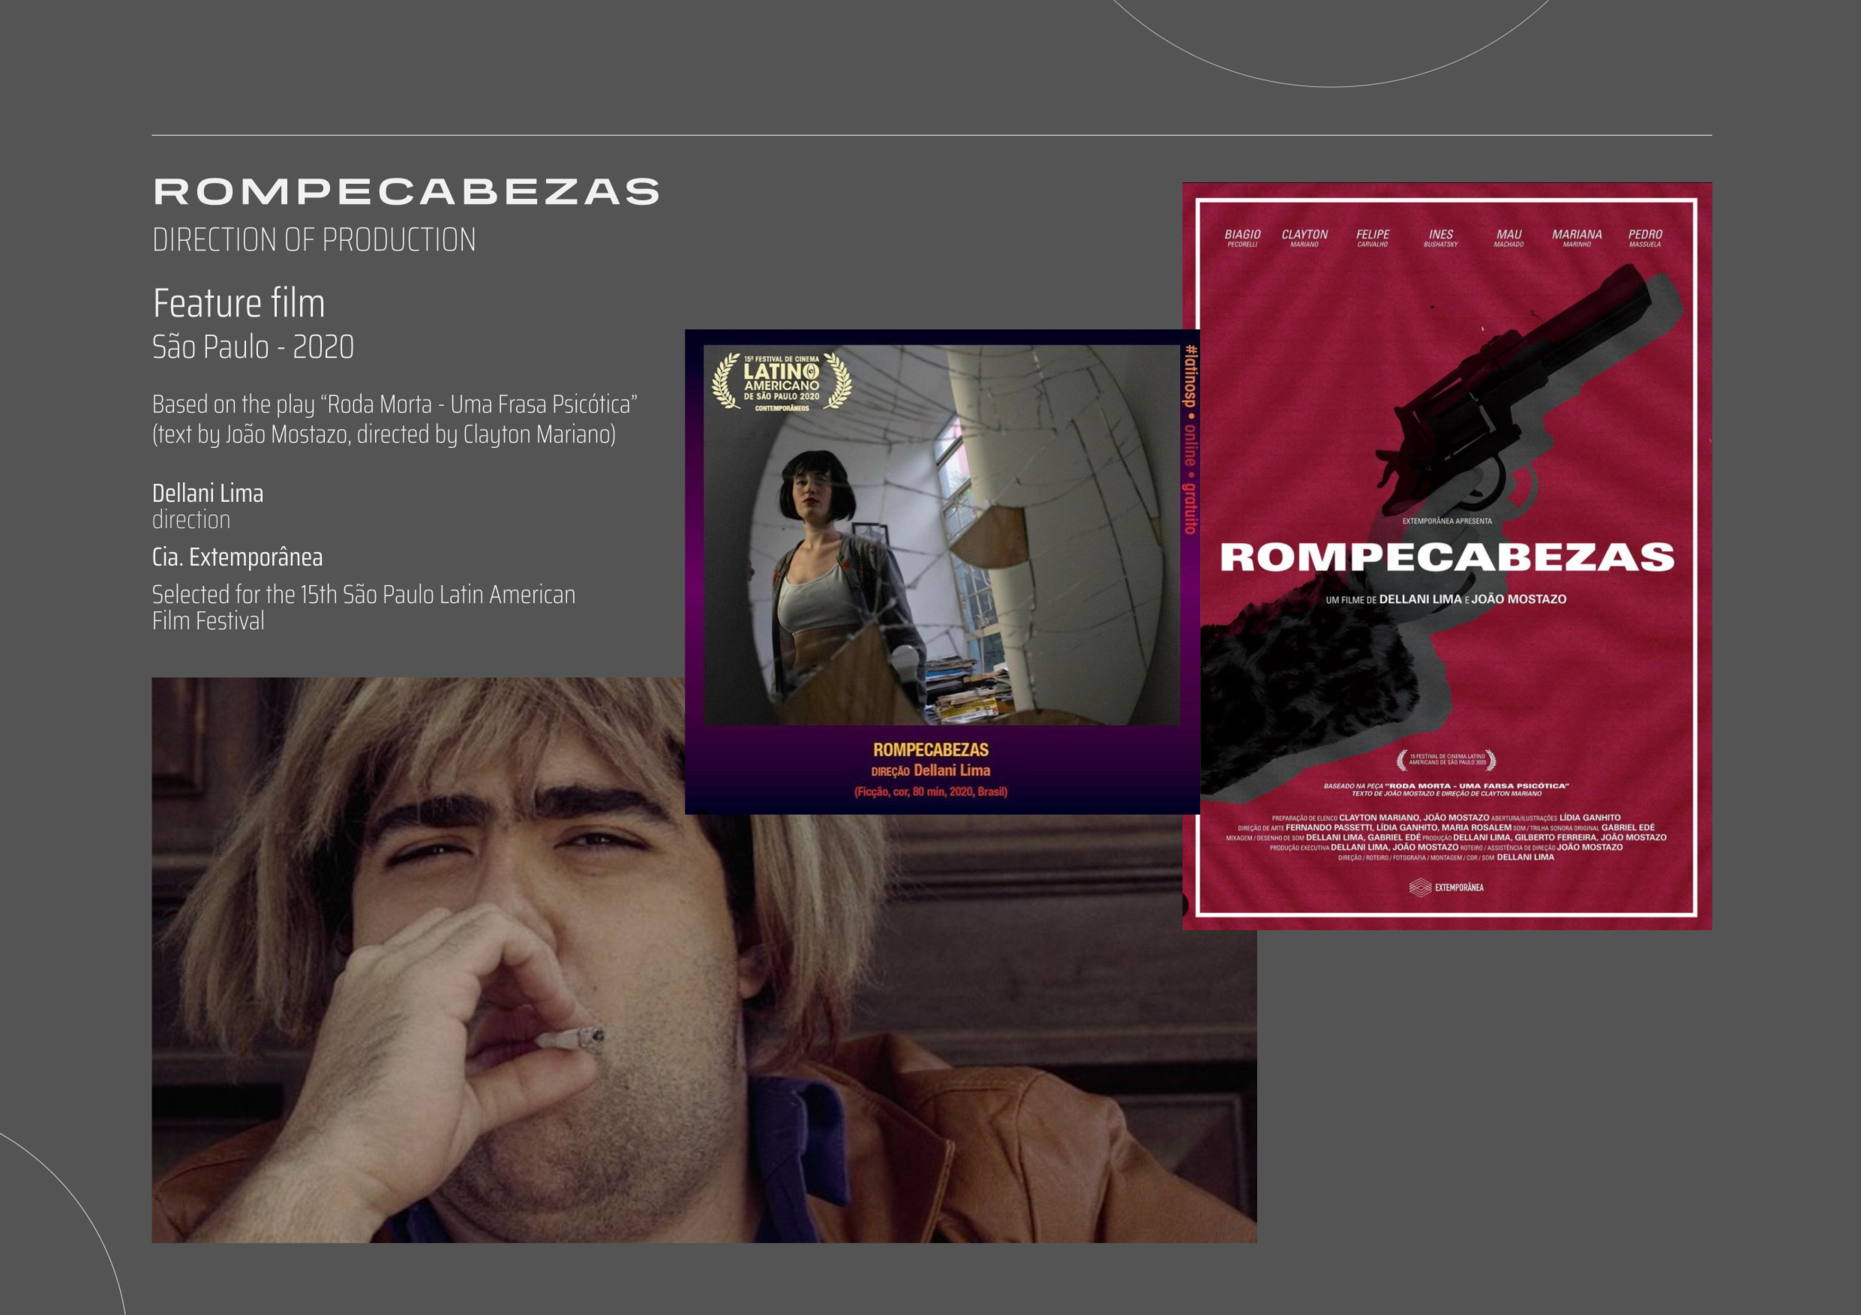 ROMPECABEZAS
DIRECTION OF PRODUCTION
Feature film
São Paulo - 2020
Based on the play “Roda Morta - Uma Frasa Psicótica”
(text by João Mostazo, directed by Clayton Mariano)
Dellani Lima
direction
Cia. Extemporânea
Selected for the 15th São Paulo Latin American
Film Festival
15º FESTIVAL DE CINEMA
LATINO
AMERICANO
DE SÃO PAULO 2020
CONTEMPORÂNEOS
#latinosp • online • gratuito
ROMPECABEZAS
DIREÇÃO Dellani Lima
(Ficção, cor, 80 min, 2020, Brasil)
BIAGIO CLAYTON FELIPE INES MAU MARIANA PEDRO
PECORELLI MARIANO CARVALHO BUSHATSKY MACHADO MARINHO MASSUELA
EXTEMPORÂNEA APRESENTA
ROMPECABEZAS
UM FILME DE DELLANI LIMA E JOÃO MOSTAZO
15 FESTIVAL DE CINEMA LATINO
AMERICANO DE SÃO PAULO 2020
BASEADO NA PEÇA "RODA MORTA - UMA FARSA PSICÓTICA"
TEXTO DE JOÃO MOSTAZO E DIREÇÃO DE CLAYTON MARIANO
PREPARAÇÃO DE ELENCO CLAYTON MARIANO, JOÃO MOSTAZO ABERTURA/ILUSTRAÇÕES LÍDIA GANHITO
DIREÇÃO DE ARTE FERNANDO PASSETTI, LÍDIA GANHITO, MARIA ROSALEM SOM / TRILHA SONORA ORIGINAL GABRIEL EDÉ
MIXAGEM / DESENHO DE SOM DELLANI LIMA, GABRIEL EDÉ PRODUÇÃO DELLANI LIMA, GILBERTO FERREIRA, JOÃO MOSTAZO
PRODUÇÃO EXECUTIVA DELLANI LIMA, JOÃO MOSTAZO ROTEIRO / ASSISTÊNCIA DE DIREÇÃO JOÃO MOSTAZO
DIREÇÃO / ROTEIRO / FOTOGRAFIA / MONTAGEM / COR / SOM DELLANI LIMA
EXTEMPORÂNEA